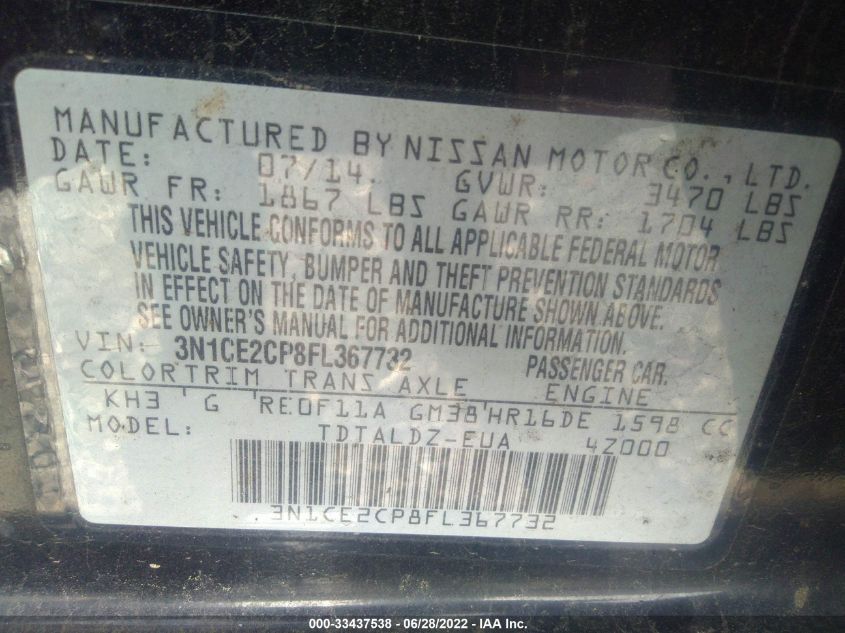 MANUFACTURED BY NISSAN MOTOR CO., LTD.
DATE: 07/14. GVWR: 3470 LBS
GAWR FR: 1867 LBS GAWR RR: 1704 LBS
THIS VEHICLE CONFORMS TO ALL APPLICABLE FEDERAL MOTOR
VEHICLE SAFETY, BUMPER AND THEFT PREVENTION STANDARDS
IN EFFECT ON THE DATE OF MANUFACTURE SHOWN ABOVE.
SEE OWNER'S MANUAL FOR ADDITIONAL INFORMATION.
VIN: 3N1CE2CP8FL367732 PASSENGER CAR.
COLORTRIM TRANS AXLE ENGINE
KH3 ' G 'RE0F11A GM38'HR16DE 1598 CC
MODEL: TDTALDZ-EUA 4Z000
3N1CE2CP8FL367732
000-33437538 - 06/28/2022 - IAA Inc.